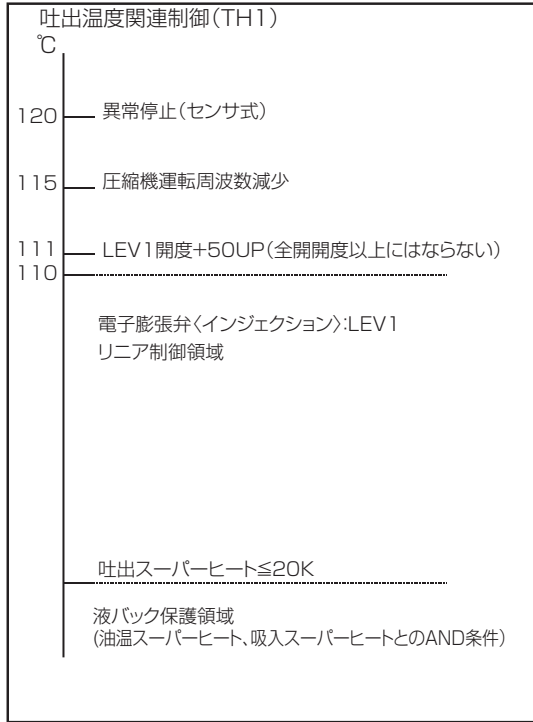 吐出温度関連制御（TH1）
℃
120 異常停止（センサ式）
115 圧縮機運転周波数減少
111 LEV1開度+50UP（全開開度以上にはならない）
110
電子膨張弁〈インジェクション〉:LEV1
リニア制御領域
吐出スーパーヒート≦20K
液バック保護領域
(油温スーパーヒート、吸入スーパーヒートとのAND条件)